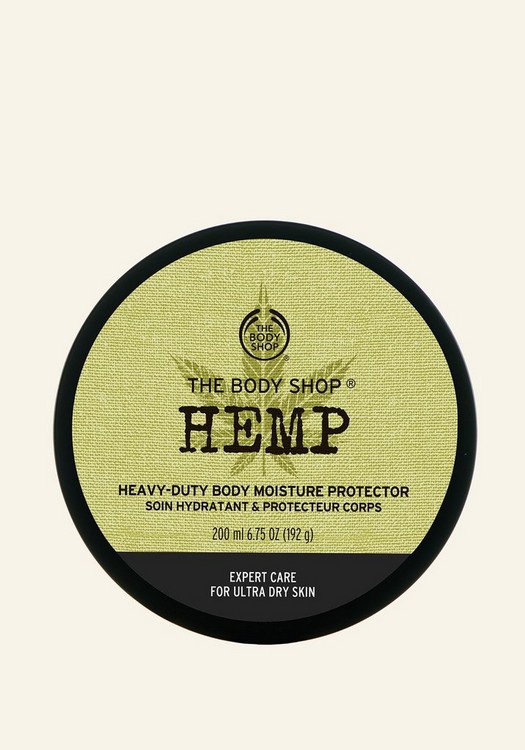 THE
BODY
SHOP
®
THE BODY SHOP ®
HEMP
HEAVY-DUTY BODY MOISTURE PROTECTOR
SOIN HYDRATANT & PROTECTEUR CORPS
200 ml 6.75 OZ (192 g)
EXPERT CARE
FOR ULTRA DRY SKIN